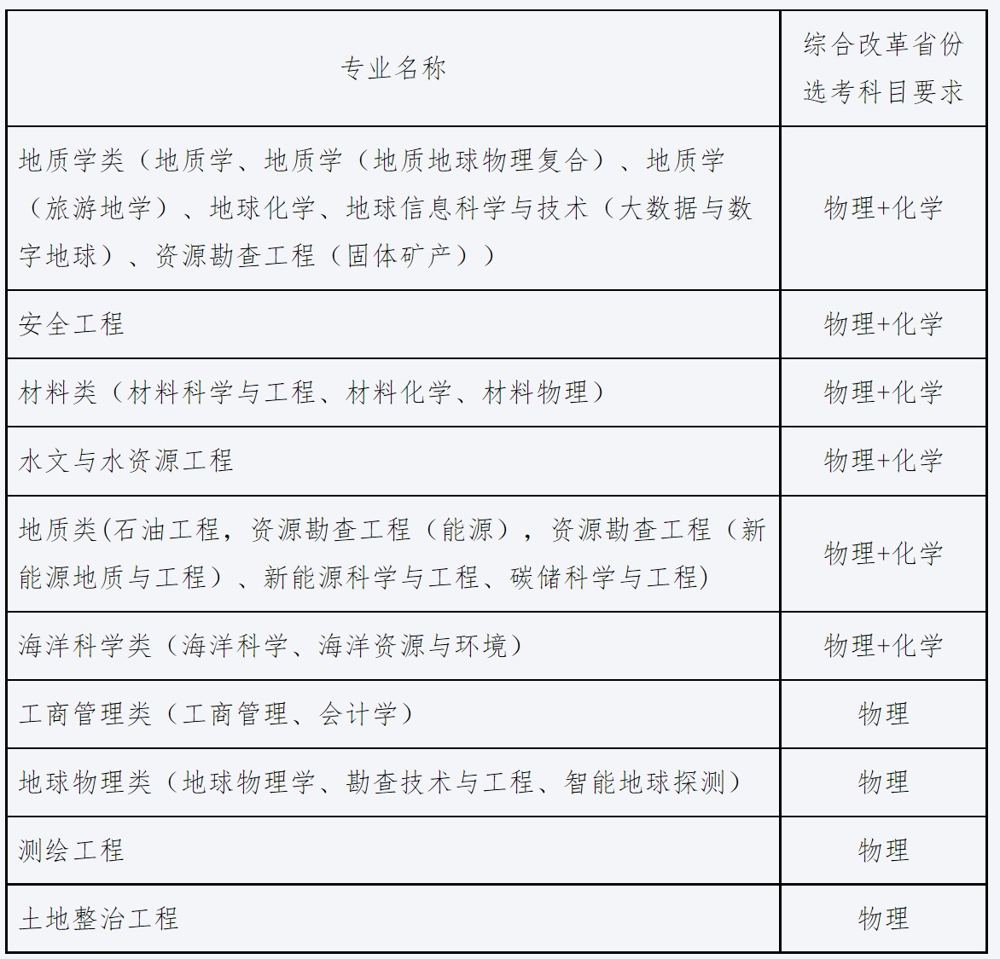 专业名称
综合改革省份
选考科目要求
地质学类（地质学、地质学（地质地球物理复合）、地质学
（旅游地学）、地球化学、地球信息科学与技术（大数据与数
字地球）、资源勘查工程（固体矿产））
物理+化学
安全工程
物理+化学
材料类（材料科学与工程、材料化学、材料物理）
物理+化学
水文与水资源工程
物理+化学
地质类(石油工程，资源勘查工程（能源），资源勘查工程（新
能源地质与工程）、新能源科学与工程、碳储科学与工程)
物理+化学
海洋科学类（海洋科学、海洋资源与环境）
物理+化学
工商管理类（工商管理、会计学）
物理
地球物理类（地球物理学、勘查技术与工程、智能地球探测）
物理
测绘工程
物理
土地整治工程
物理